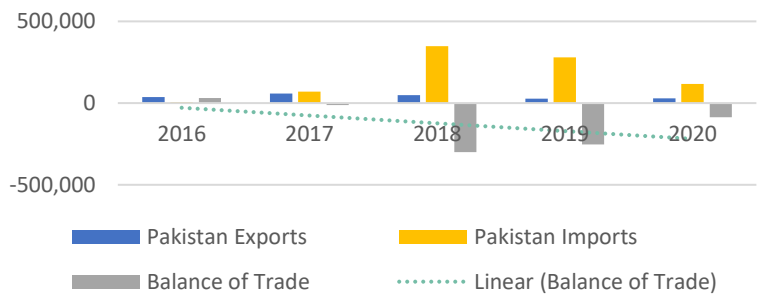 500,000
0
2016 2017 2018 2019 2020
-500,000
Pakistan Exports Pakistan Imports
Balance of Trade Linear (Balance of Trade)